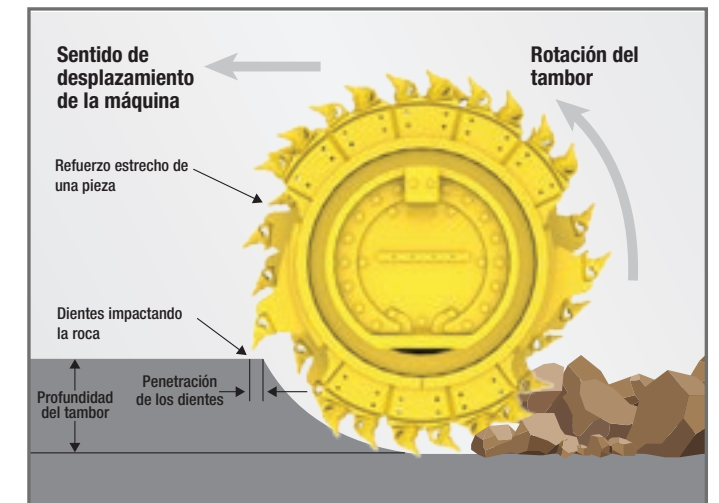 Sentido de
desplazamiento
de la máquina
Rotación del
tambor
Refuerzo estrecho de
una pieza
Dientes impactando
la roca
Profundidad
del tambor
Penetración
de los dientes